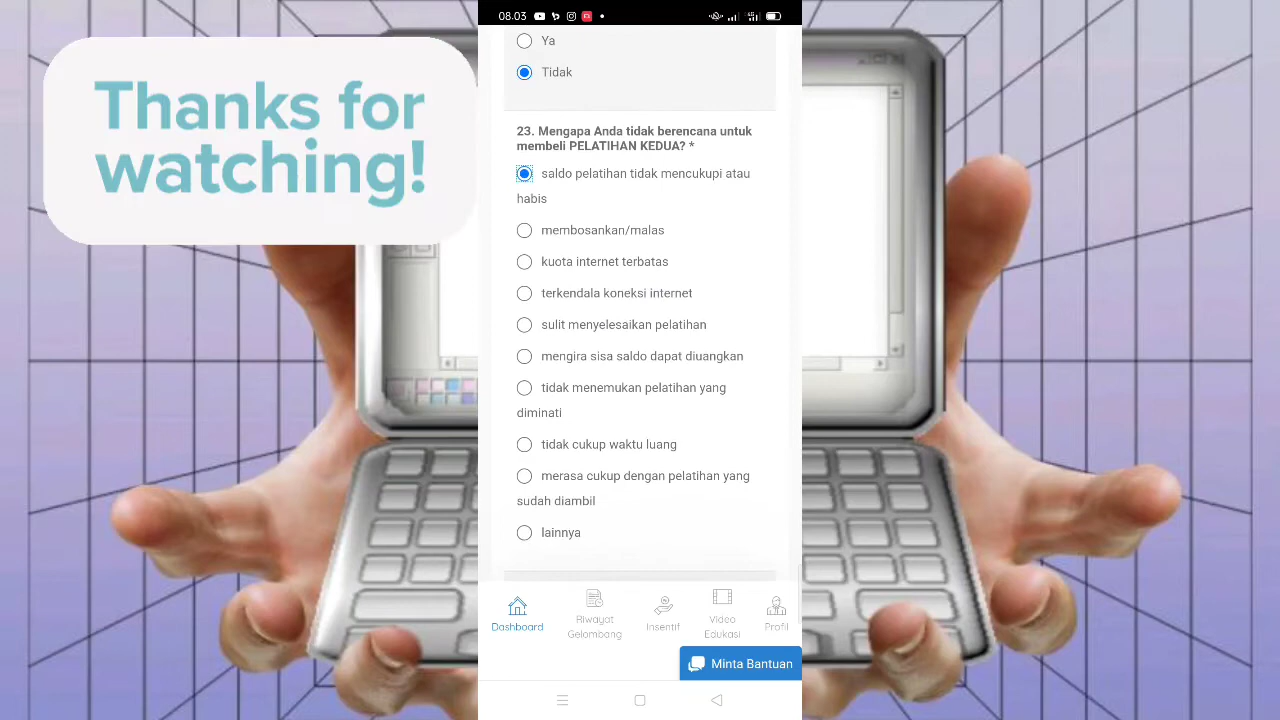 Thanks for
watching!
08.03
Ya
Tidak
23. Mengapa Anda tidak berencana untuk
membeli PELATIHAN KEDUA? *
saldo pelatihan tidak mencukupi atau
habis
membosankan/malas
kuota internet terbatas
terkendala koneksi internet
sulit menyelesaikan pelatihan
mengira sisa saldo dapat diuangkan
tidak menemukan pelatihan yang
diminati
tidak cukup waktu luang
merasa cukup dengan pelatihan yang
sudah diambil
lainnya
Dashboard
Riwayat
Gelombang
Insentif
Video
Edukasi
Profil
Minta Bantuan